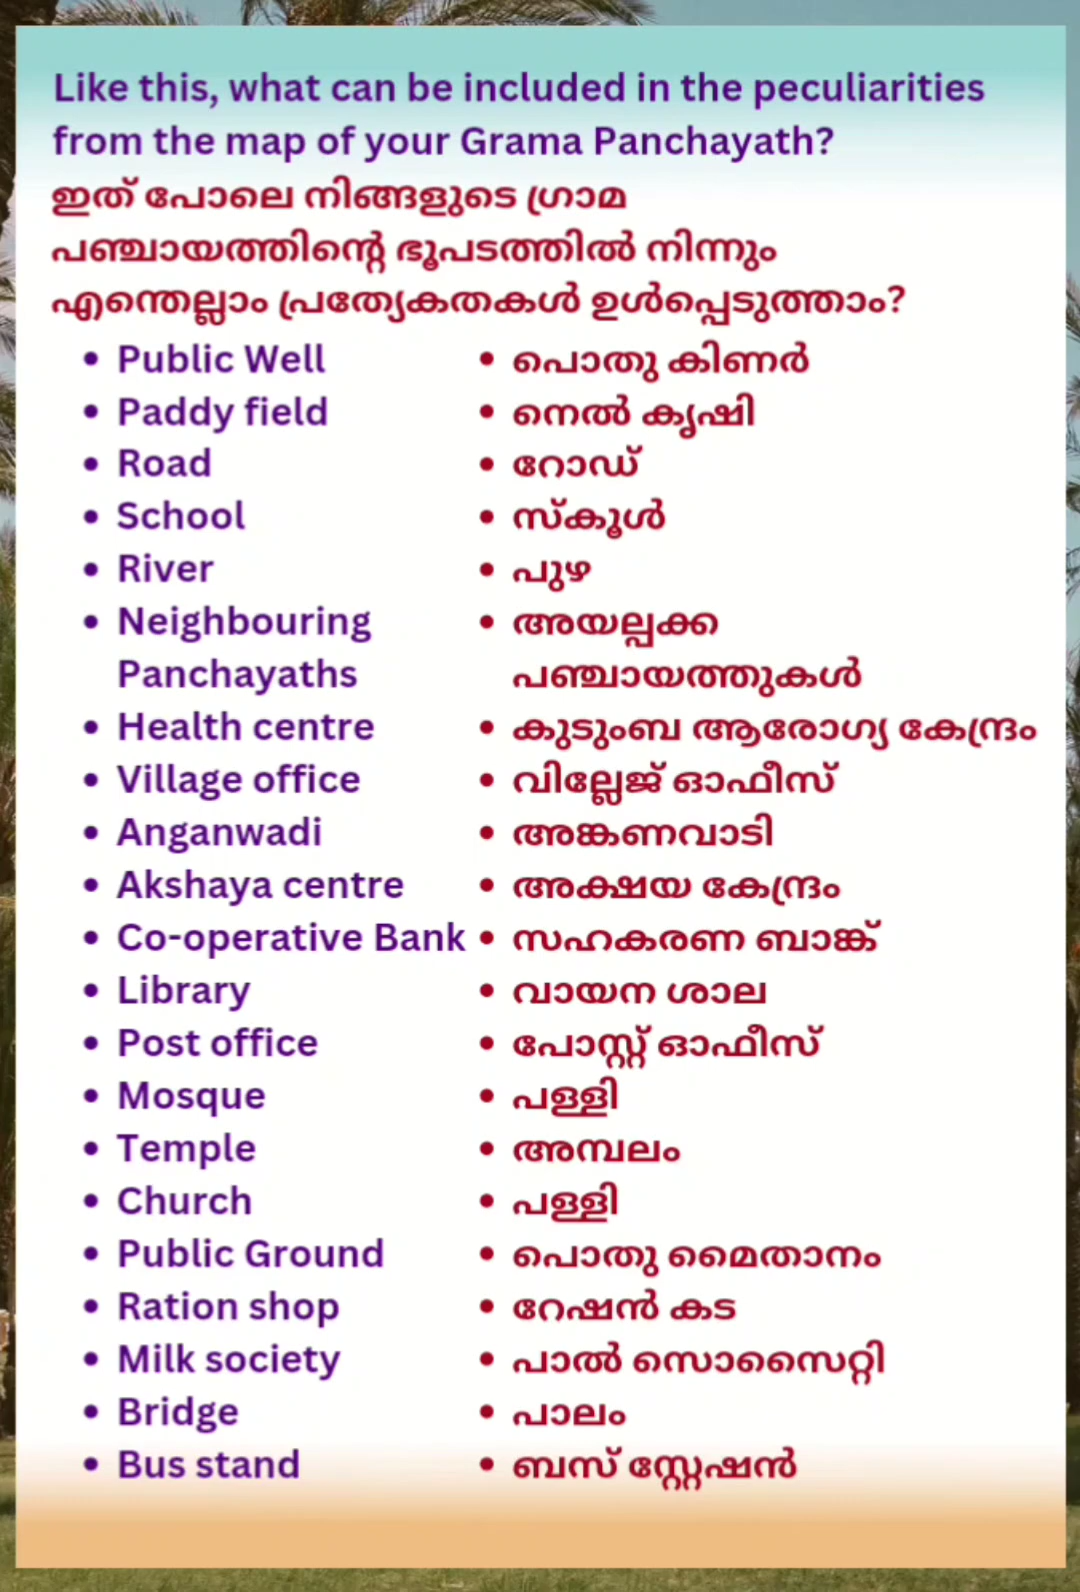 Like this, what can be included in the peculiarities
from the map of your Grama Panchayath?
ഇത് പോലെ നിങ്ങളുടെ ഗ്രാമ
പഞ്ചായത്തിന്റെ ഭൂപടത്തിൽ നിന്നും
എന്തെല്ലാം പ്രത്യേകതകൾ ഉൾപ്പെടുത്താം?
• Public Well
• Paddy field
• Road
• School
• River
• Neighbouring
Panchayaths
• Health centre
• Village office
• Anganwadi
• Akshaya centre
• Co-operative Bank
• Library
• Post office
• Mosque
• Temple
• Church
• Public Ground
• Ration shop
• Milk society
• Bridge
• Bus stand
• പൊതു കിണർ
• നെൽ കൃഷി
• റോഡ്
• സ്കൂൾ
• പുഴ
• അയല്പക്ക
പഞ്ചായത്തുകൾ
• കുടുംബ ആരോഗ്യ കേന്ദ്രം
• വില്ലേജ് ഓഫീസ്
• അങ്കണവാടി
• അക്ഷയ കേന്ദ്രം
• സഹകരണ ബാങ്ക്
• വായന ശാല
• പോസ്റ്റ് ഓഫീസ്
• പള്ളി
• അമ്പലം
• പള്ളി
• പൊതു മൈതാനം
• റേഷൻ കട
• പാൽ സൊസൈറ്റി
• പാലം
• ബസ് സ്റ്റേഷൻ